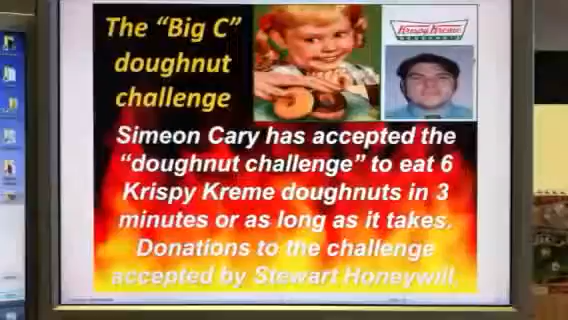 The "Big C"
doughnut
challenge
Krispy Kreme
DOUGHNUTS
Simeon Cary has accepted the
"doughnut challenge" to eat 6
Krispy Kreme doughnuts in 3
minutes or as long as it takes.
Donations to the challenge
accepted by Stewart Honeywill,